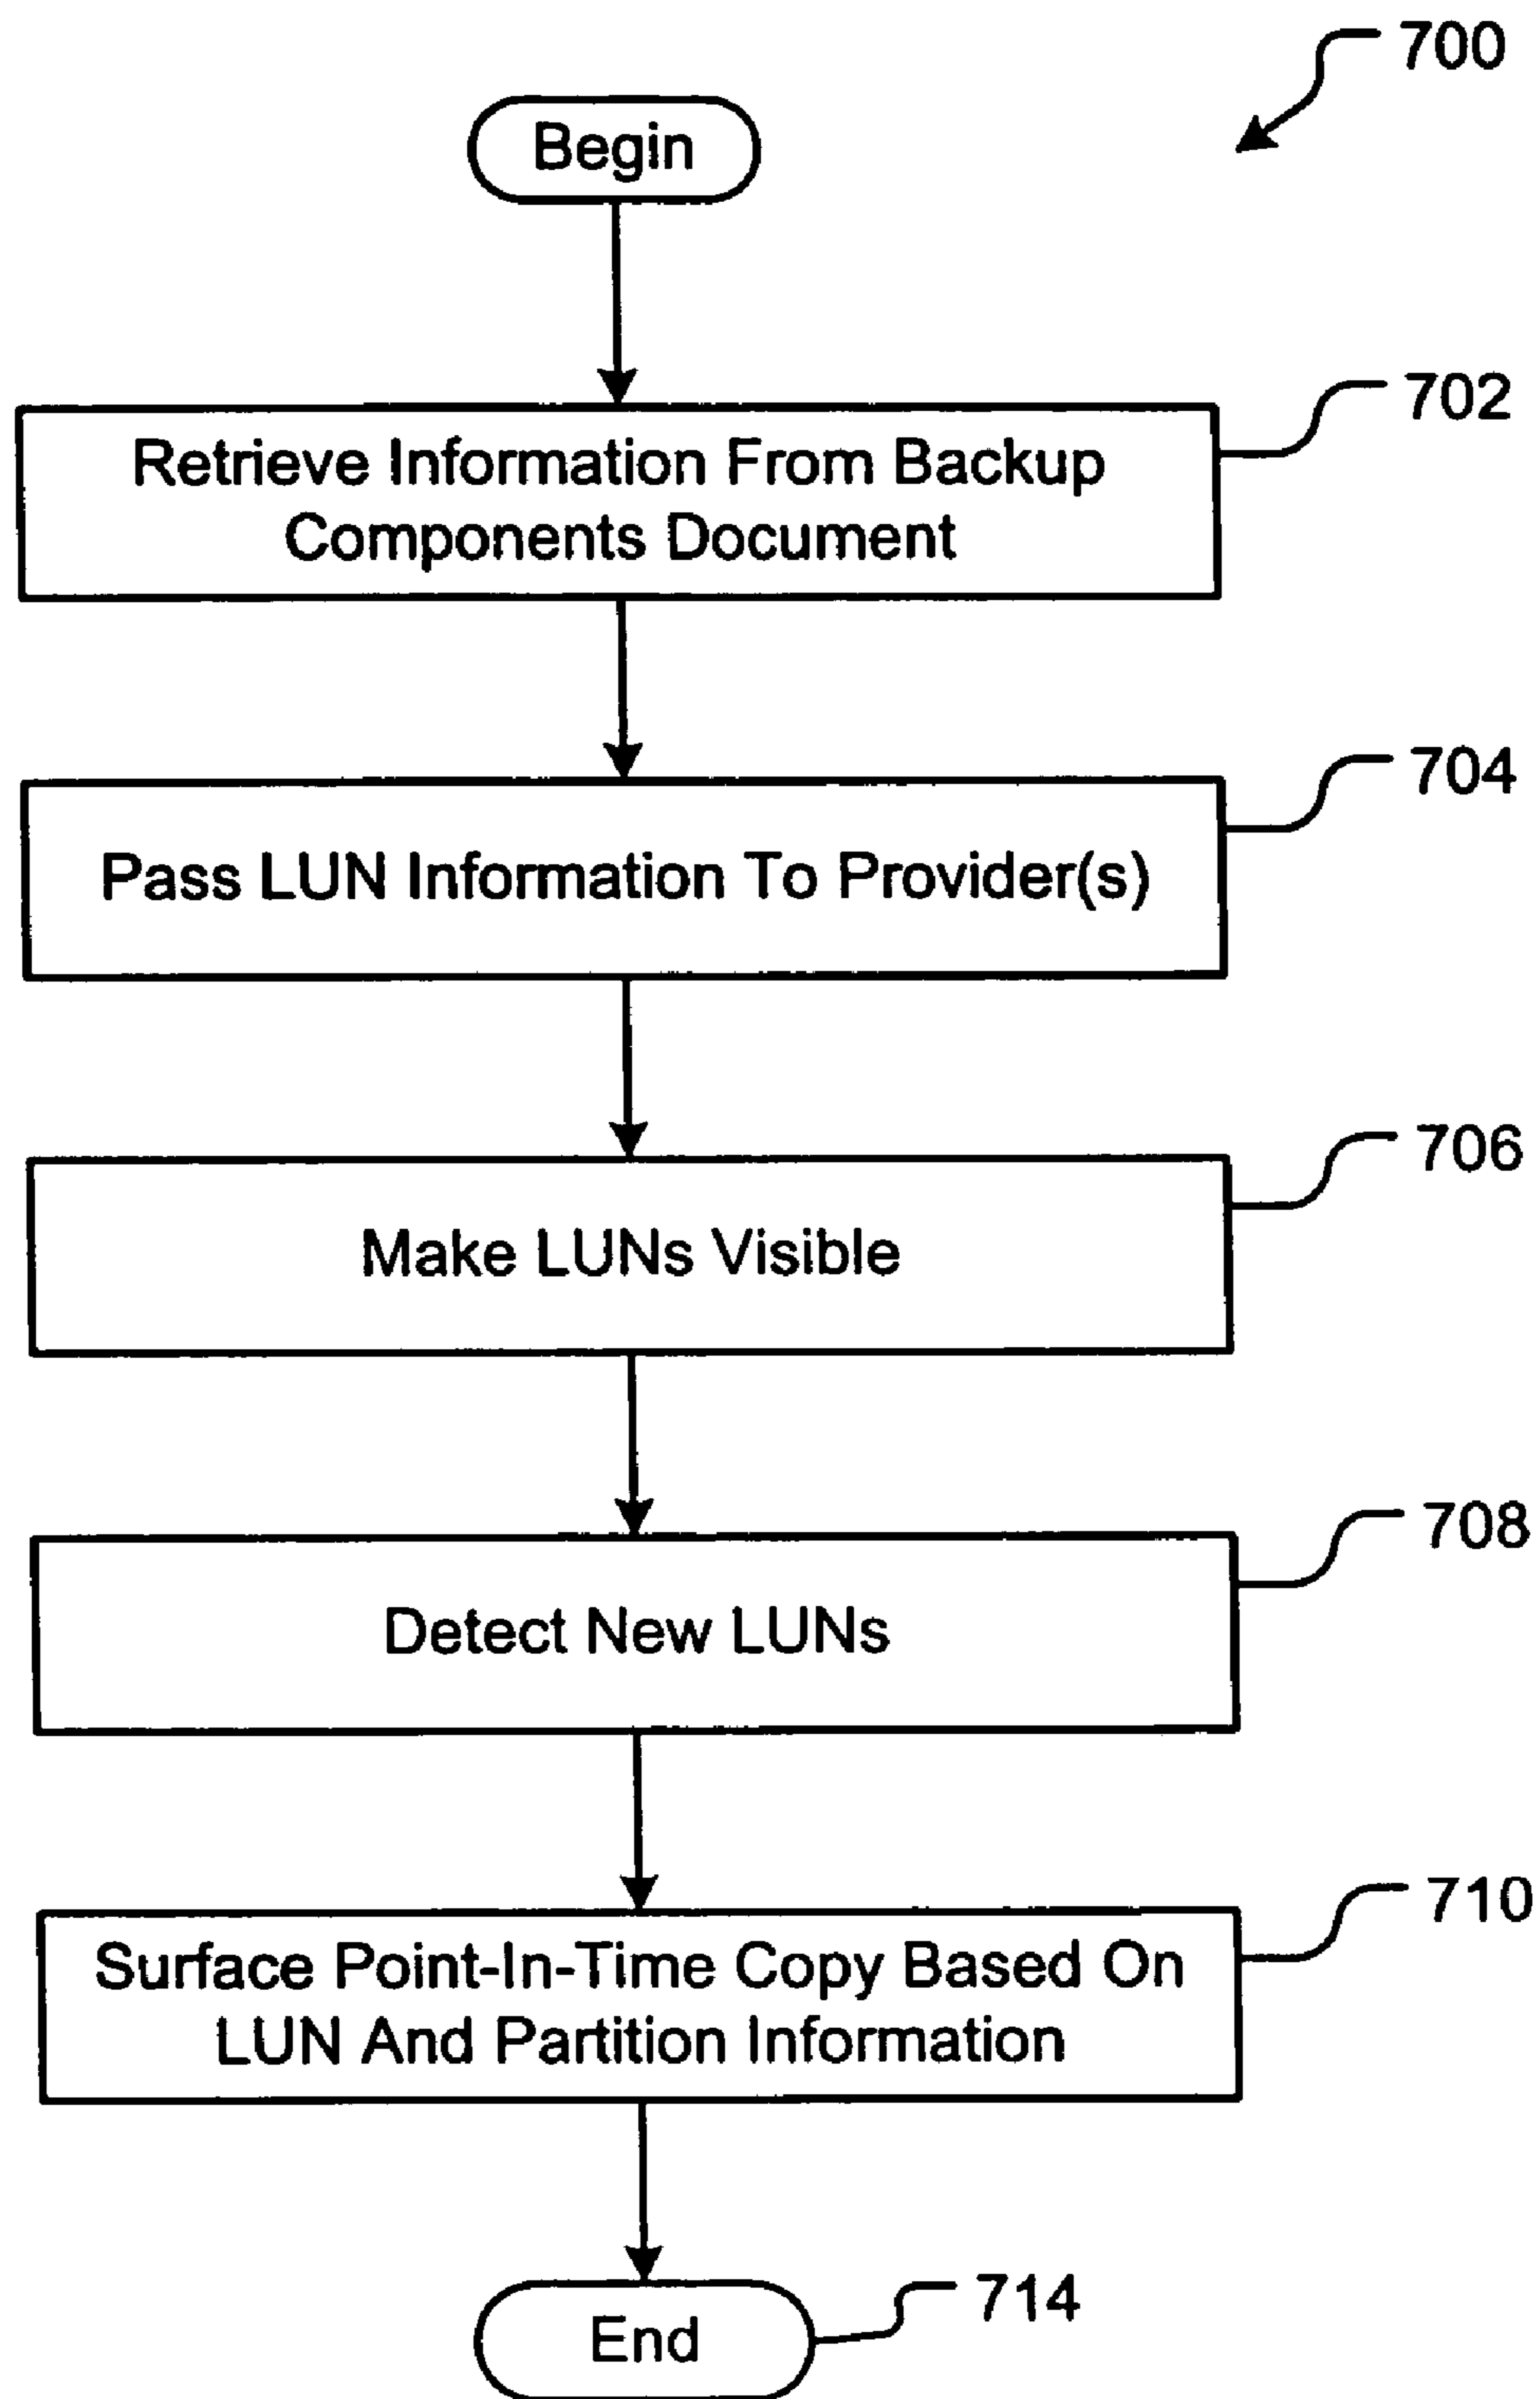 700
Begin
702
Retrieve Information From Backup
Components Document
704
Pass LUN Information To Provider(s)
706
Make LUNs Visible
708
Detect New LUNs
710
Surface Point-In-Time Copy Based On
LUN And Partition Information
714
End